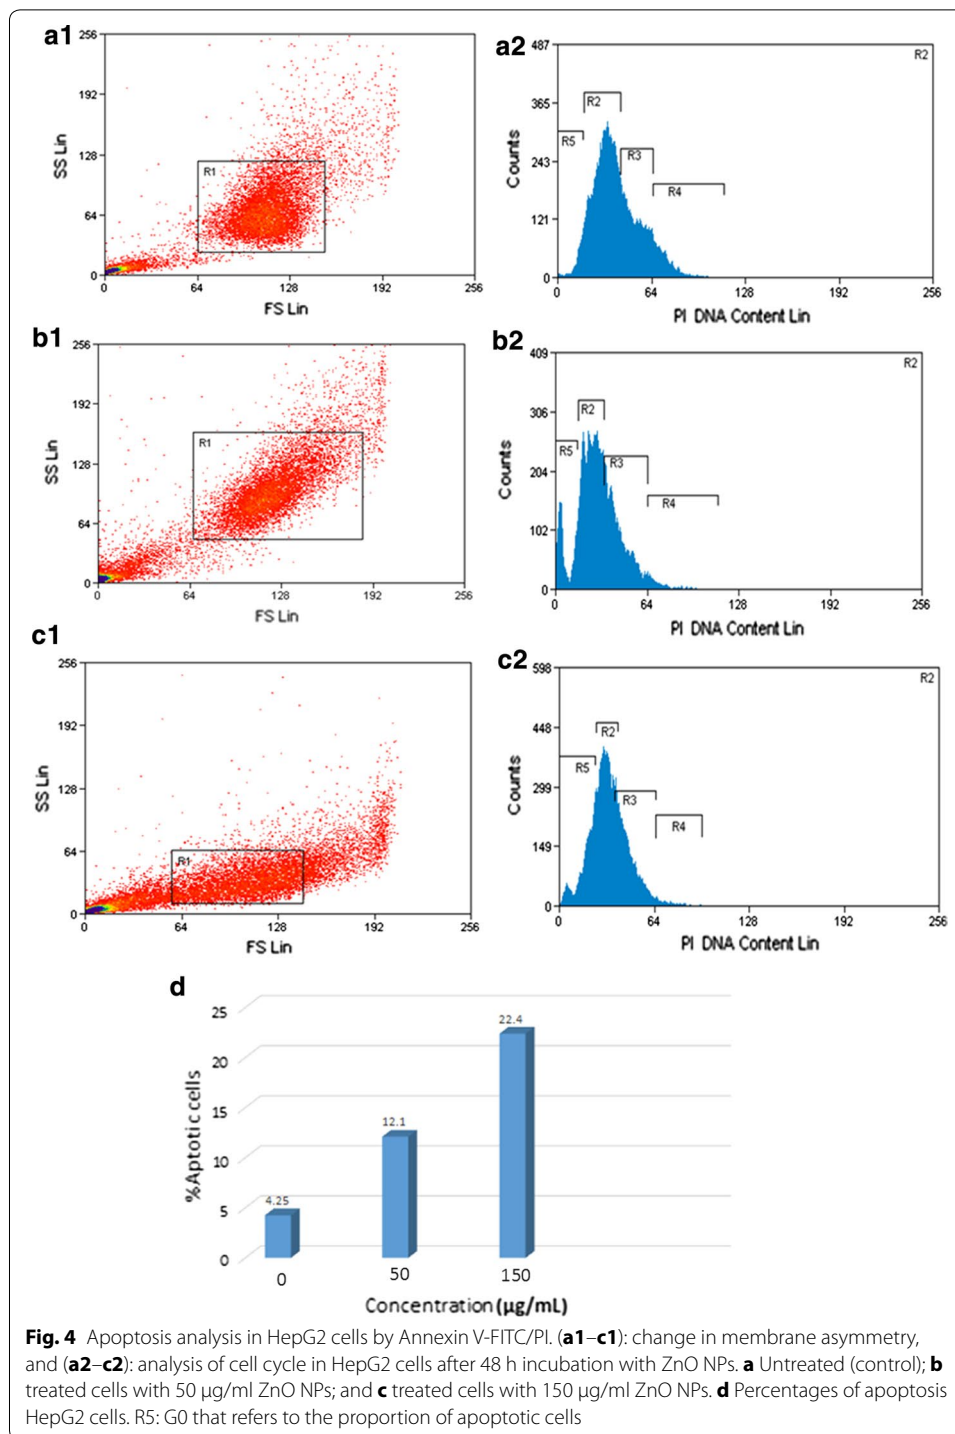 a1
256
192
128
64
0
SS Lin
R1
0 64 128 192 256
FS Lin
a2
487
365
243
121
0
Counts
R2
R2
R5
R3
R4
0 64 128 192 256
PI DNA Content Lin
b1
256
192
128
64
0
SS Lin
R1
0 64 128 192 256
FS Lin
b2
409
306
204
102
0
Counts
R2
R2
R5
R3
R4
0 64 128 192 256
PI DNA Content Lin
c1
256
192
128
64
0
SS Lin
R1
0 64 128 192 256
FS Lin
c2
598
448
299
149
0
Counts
R2
R2
R5
R3
R4
0 64 128 192 256
PI DNA Content Lin
d
25
20
15
10
5
0
%Aptotic cells
4.25
12.1
22.4
0 50 150
Concentration (µg/mL)
Fig. 4 Apoptosis analysis in HepG2 cells by Annexin V-FITC/PI. (a1–c1): change in membrane asymmetry,
and (a2–c2): analysis of cell cycle in HepG2 cells after 48 h incubation with ZnO NPs. a Untreated (control); b
treated cells with 50 µg/ml ZnO NPs; and c treated cells with 150 µg/ml ZnO NPs. d Percentages of apoptosis
HepG2 cells. R5: G0 that refers to the proportion of apoptotic cells